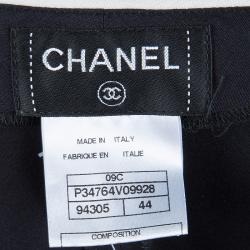 CHANEL
MADE IN ITALY
FABRIQUE EN ITALIE
09C
P34764V09928
94305 44
COMPOSITION